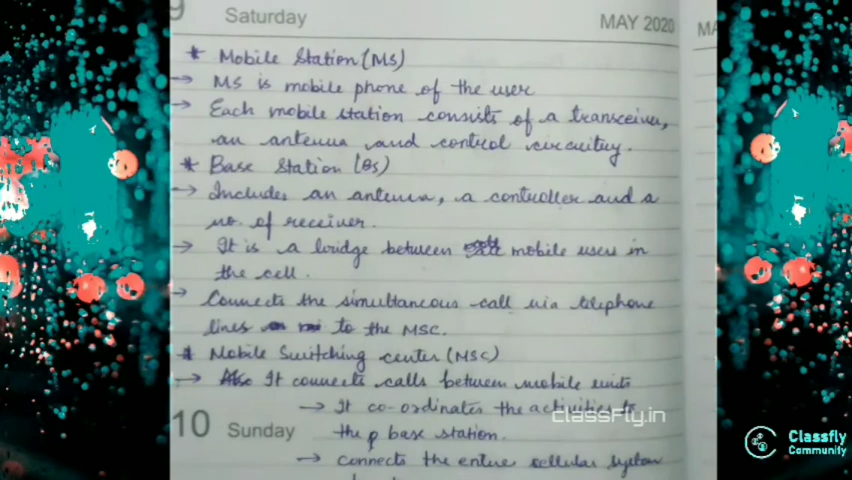 9 Saturday MAY 2020 MA
* Mobile Station (MS)
→ MS is mobile phone of the user
→ Each mobile station consists of a transceiver,
an antenna and control circuitry.
* Base Station (BS)
→ Includes an antenna, a controller and a
no. of receiver.
→ It is a bridge between mobile users in
the cell.
→ Connects the simultaneous call via telephone
lines to the MSC.
* Mobile Switching center (MSC)
→ It connects calls between mobile units
→ It co-ordinates the activities to
classFly.in
10 Sunday
the base station.
→ connects the entire cellular system
Classfly
Community